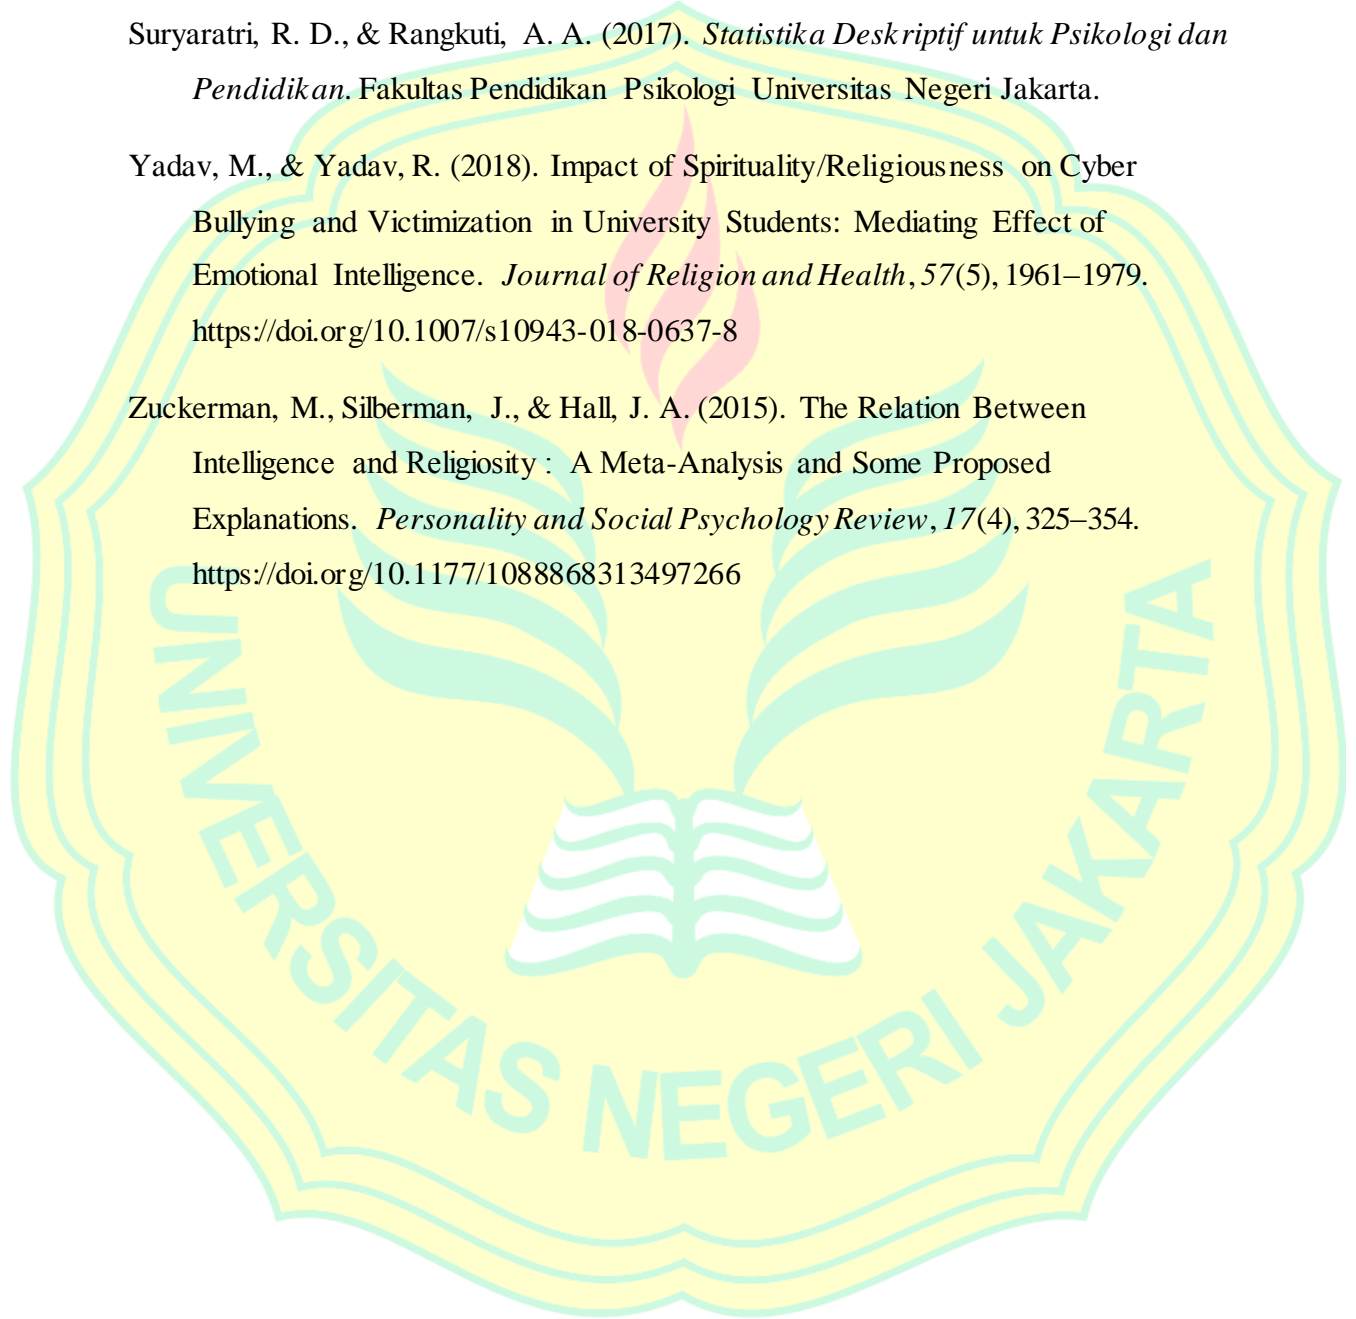 Suryaratri, R. D., & Rangkuti, A. A. (2017). Statistika Deskriptif untuk Psikologi dan
Pendidikan. Fakultas Pendidikan Psikologi Universitas Negeri Jakarta.
Yadav, M., & Yadav, R. (2018). Impact of Spirituality/Religiousness on Cyber
Bullying and Victimization in University Students: Mediating Effect of
Emotional Intelligence. Journal of Religion and Health, 57(5), 1961–1979.
https://doi.org/10.1007/s10943-018-0637-8
Zuckerman, M., Silberman, J., & Hall, J. A. (2015). The Relation Between
Intelligence and Religiosity : A Meta-Analysis and Some Proposed
Explanations. Personality and Social Psychology Review, 17(4), 325–354.
https://doi.org/10.1177/1088868313497266
UNIVERSITAS NEGERI JAKARTA